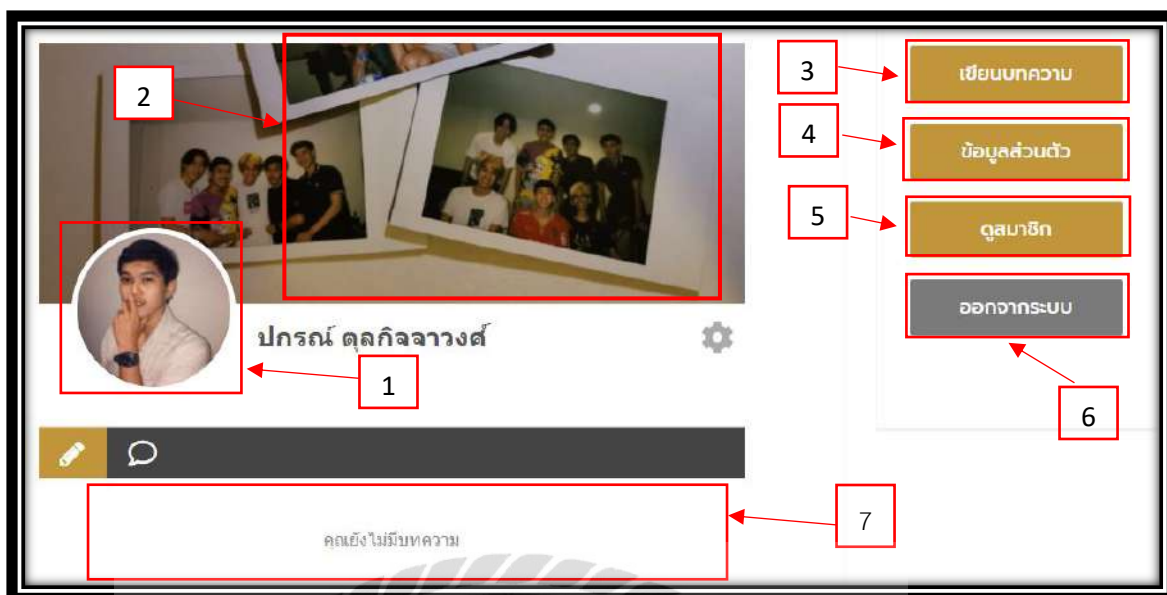 2
3
เขียนบทความ
4
ข้อมูลส่วนตัว
5
ดูสมาชิก
ออกจากระบบ
ปกรณ์ ตุลกิจจาวงศ์
1
6
7
คุณยังไม่มีบทความ